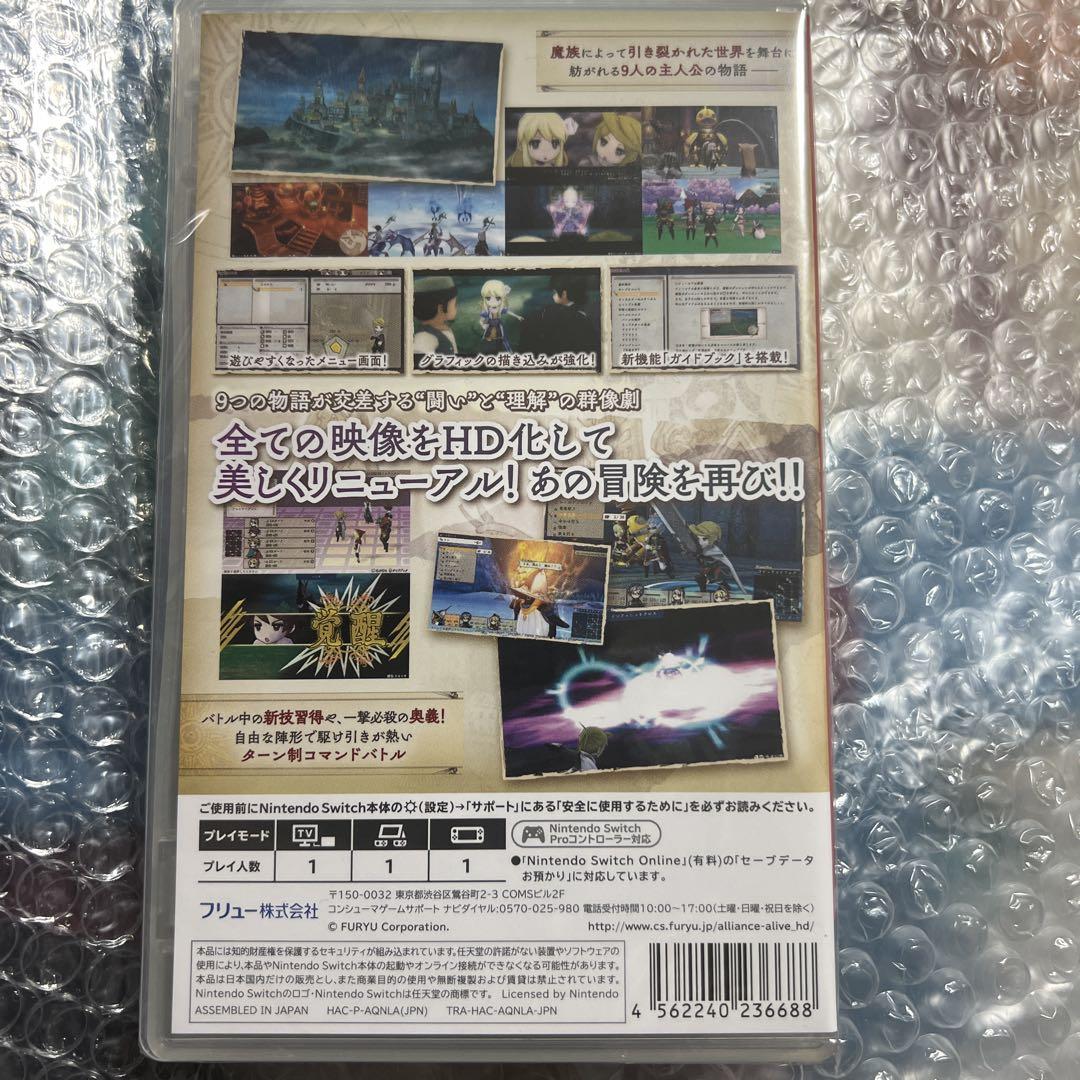 魔族によって引き裂かれた世界を舞台に
紡がれる9人の主人公の物語――
遊びやすくなったメニュー画面!
グラフィックの描き込みが強化!
新機能「ガイドブック」を搭載!
9つの物語が交差する“闘い”と“理解”の群像劇
全ての映像をHD化して
美しくリニューアル! あの冒険を再び!!
覚醒
バトル中の新技習得や、一撃必殺の奥義!
自由な陣形で駆け引きが熱い
ターン制コマンドバトル
ご使用前にNintendo Switch本体の(設定)→「サポート」にある「安全に使用するために」を必ずお読みください。
プレイモード TV
Nintendo Switch
Proコントローラー対応
プレイ人数 1 1 1
●「Nintendo Switch Online」(有料)の「セーブデータ
お預かり」に対応しています。
フリュー株式会社
〒150-0032 東京都渋谷区鶯谷町2-3 COMSビル2F
コンシューマゲームサポート ナビダイヤル:0570-025-980 電話受付時間10:00~17:00(土曜・日曜・祝日を除く)
© FURYU Corporation. http://www.cs.furyu.jp/alliance-alive_hd/
本品には知的財産権を保護するセキュリティが組み込まれています。任天堂の許諾がない装置やソフトウェアの
使用により、本品やNintendo Switch本体の起動やオンライン接続ができなくなる可能性があります。
本品は日本国内だけの販売とし、また商業目的の使用や無断複製および賃貸は禁止されています。
Nintendo Switchのロゴ・Nintendo Switchは任天堂の商標です。 Licensed by Nintendo
ASSEMBLED IN JAPAN HAC-P-AQNLA(JPN) TRA-HAC-AQNLA-JPN
4 562240 236688